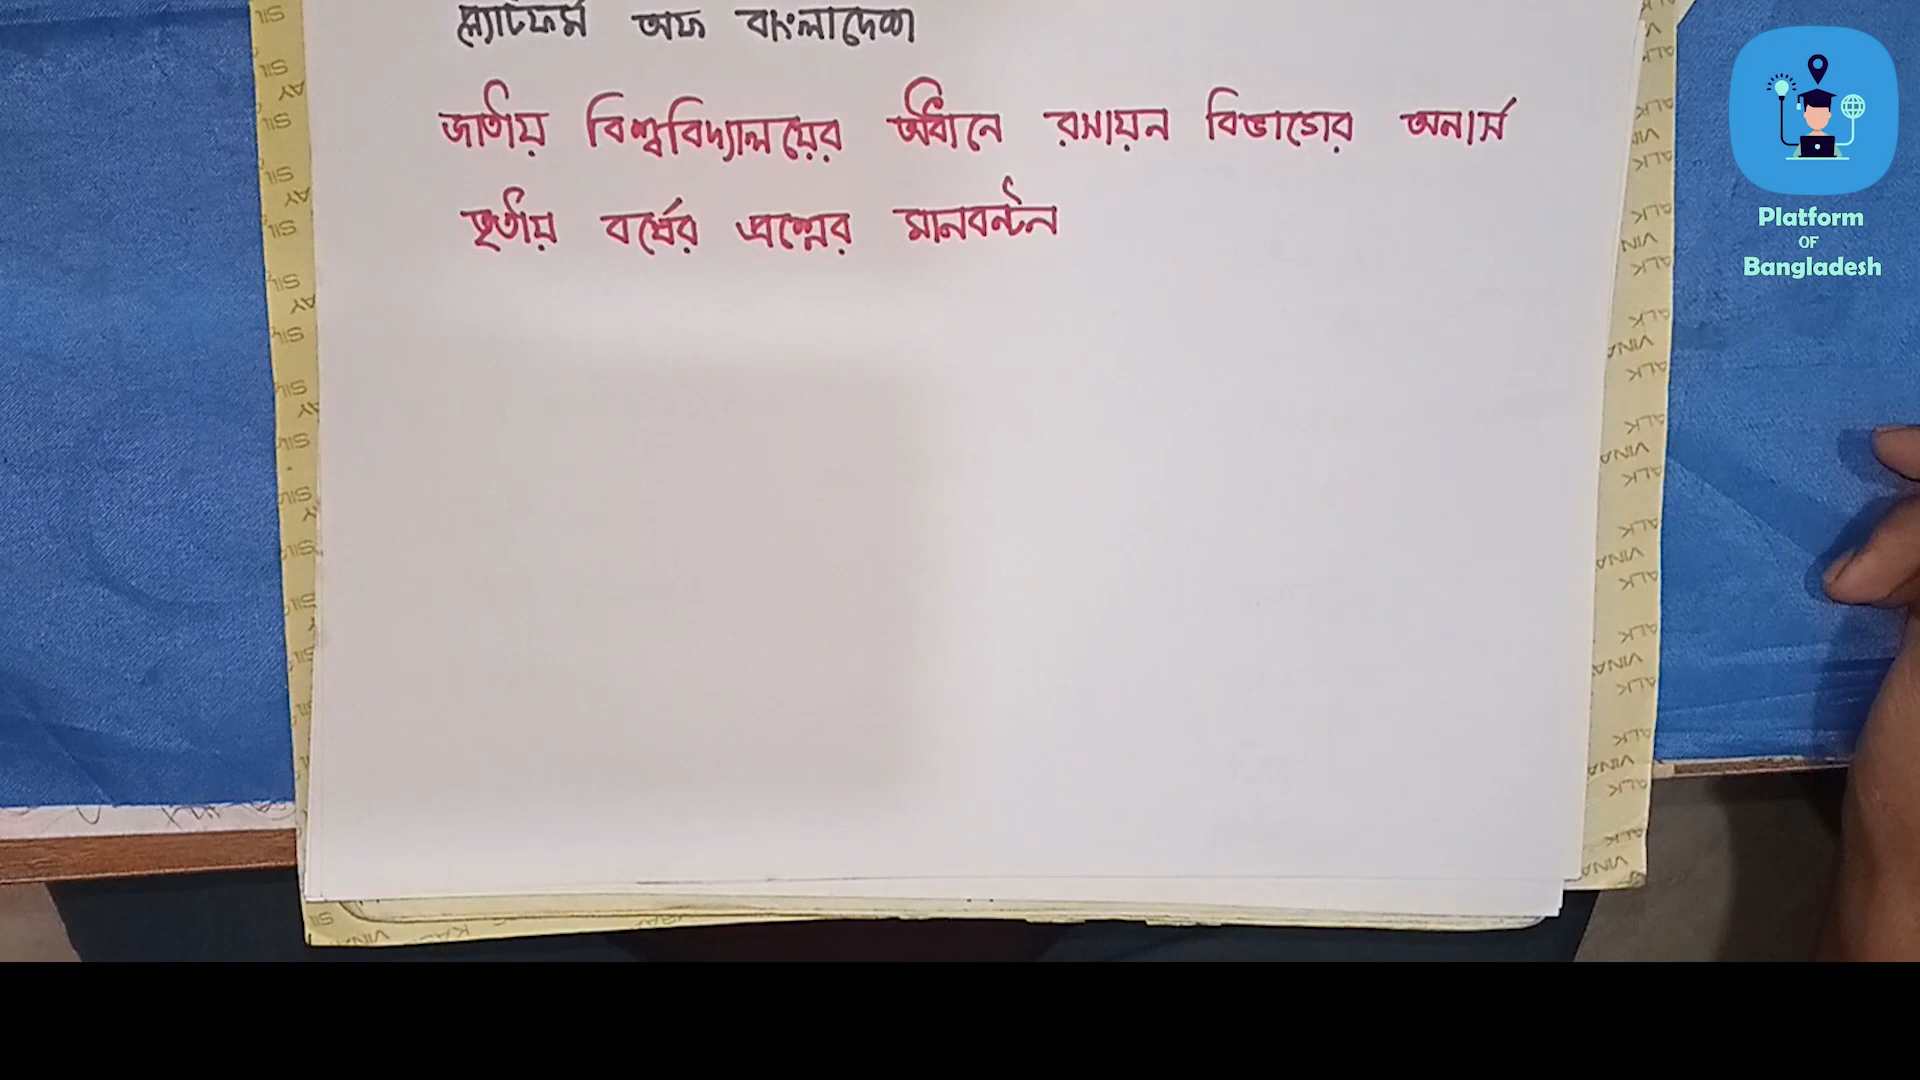 প্ল্যাটফর্ম অফ বাংলাদেশ
জাতীয় বিশ্ববিদ্যালয়ের অধীনে রসায়ন বিভাগের অনার্স
তৃতীয় বর্ষের প্রশ্নের মানবন্টন
Platform
OF
Bangladesh